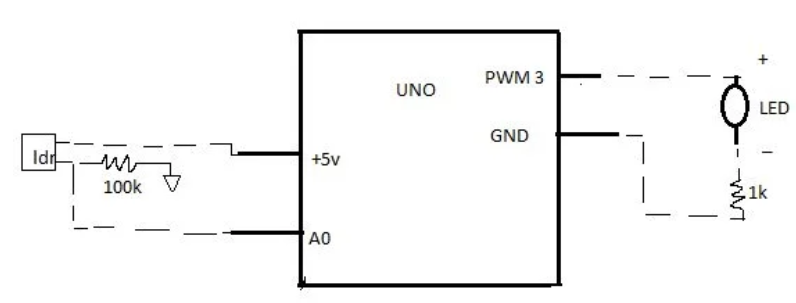 PWM 3
+
UNO
LED
GND
ldr
+5v
−
100k
1k
A0